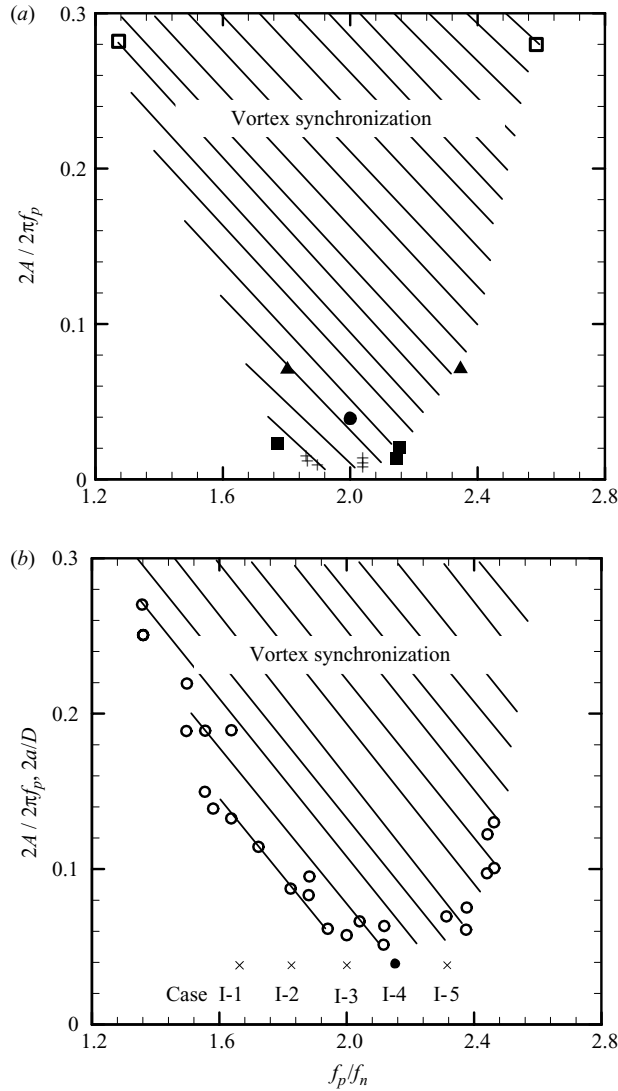 (a)
0.3
0.2
0.1
0
2A / 2πf_p
Vortex synchronization
1.2 1.6 2.0 2.4 2.8
(b)
0.3
0.2
0.1
0
2A / 2πf_p, 2a/D
Vortex synchronization
Case I-1 I-2 I-3 I-4 I-5
1.2 1.6 2.0 2.4 2.8
f_p/f_n